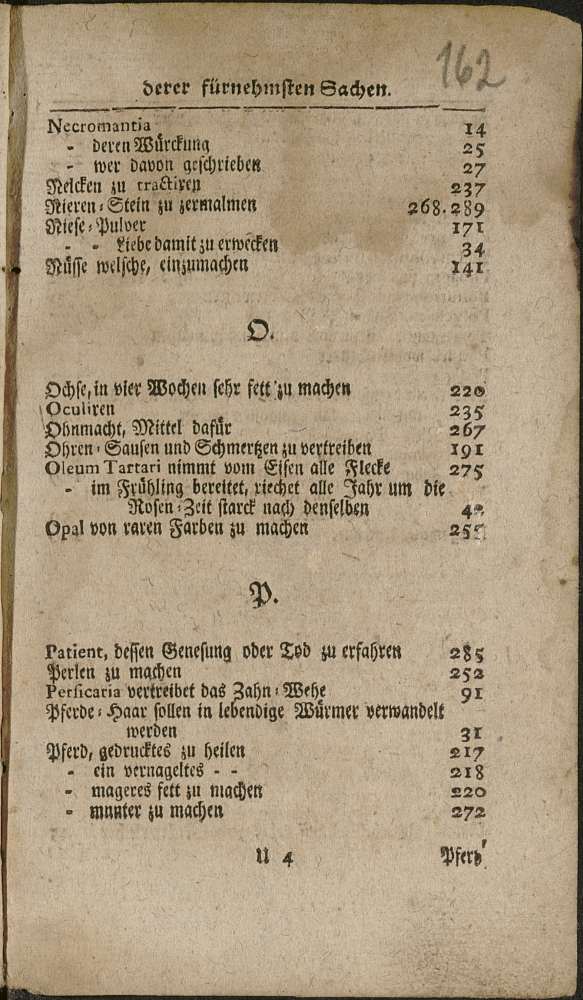 162
derer fürnehmsten Sachen.
Necromantia 14
- deren Würckung 25
- wer davon geschrieben 27
Nelcken zu tractiren 237
Nieren-Stein zu zermalmen 268. 289
Niese-Pulver 171
- - Liebe damit zu erwecken 34
Nüsse welsche, einzumachen 141
O.
Ochse, in vier Wochen sehr fett zu machen 220
Oculiren 235
Ohnmacht, Mittel dafür 267
Ohren-Sausen und Schmertzen zu vertreiben 191
Oleum Tartari nimmt vom Eisen alle Flecke 275
- im Frühling bereitet, riechet alle Jahr um die
Rosen-Zeit starck nach denselben
Opal von raren Farben zu machen
P.
Patient, dessen Genesung oder Tod zu erfahren 285
Perlen zu machen 252
Persicaria vertreibet das Zahn-Wehe 91
Pferde-Haar sollen in lebendige Würmer verwandelt
werden 31
Pferd, gedrucktes zu heilen 217
- ein vernageltes - - 218
- mageres fett zu machen 220
- munter zu machen 272
U 4 Pferd